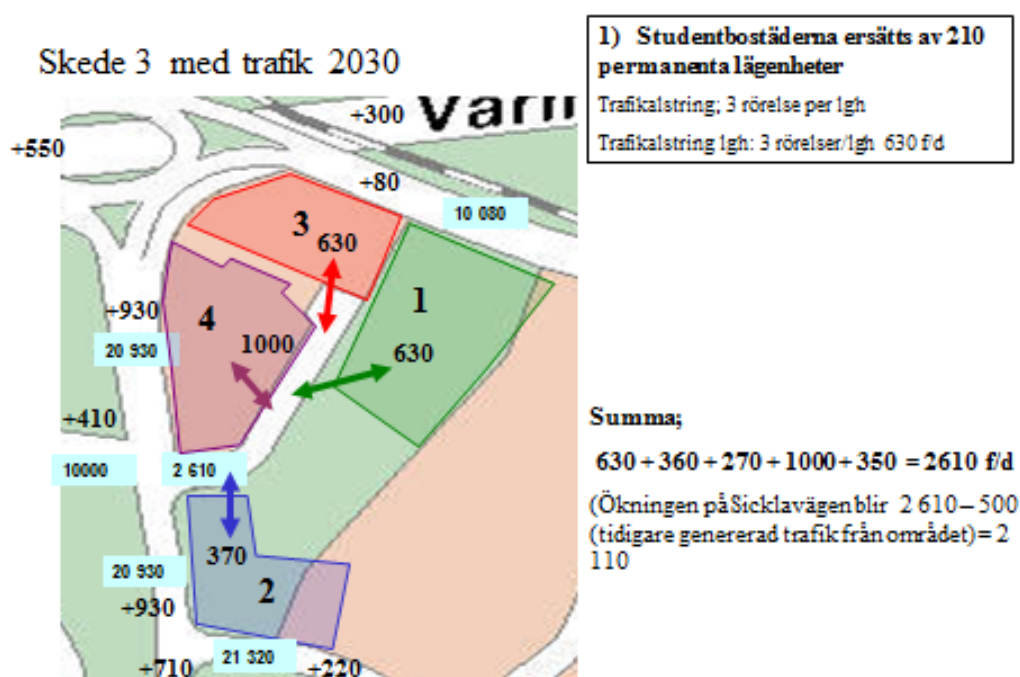 Skede 3 med trafik 2030
1) Studentbostäderna ersätts av 210
permanenta lägenheter
Trafikalstring; 3 rörelse per lgh
Trafikalstring lgh: 3 rörelser/lgh 630 f/d
+300
Värm
+550
+80
10 080
3
630
1
+930
4
1000
20 930
630
+410
10000
2 610
Summa;
630 + 360 + 270 + 1000 + 350 = 2610 f/d
(Ökningen på Sicklavägen blir 2 610 – 500
(tidigare genererad trafik från området) = 2
110
370
20 930
2
+930
21 320
+710
+220